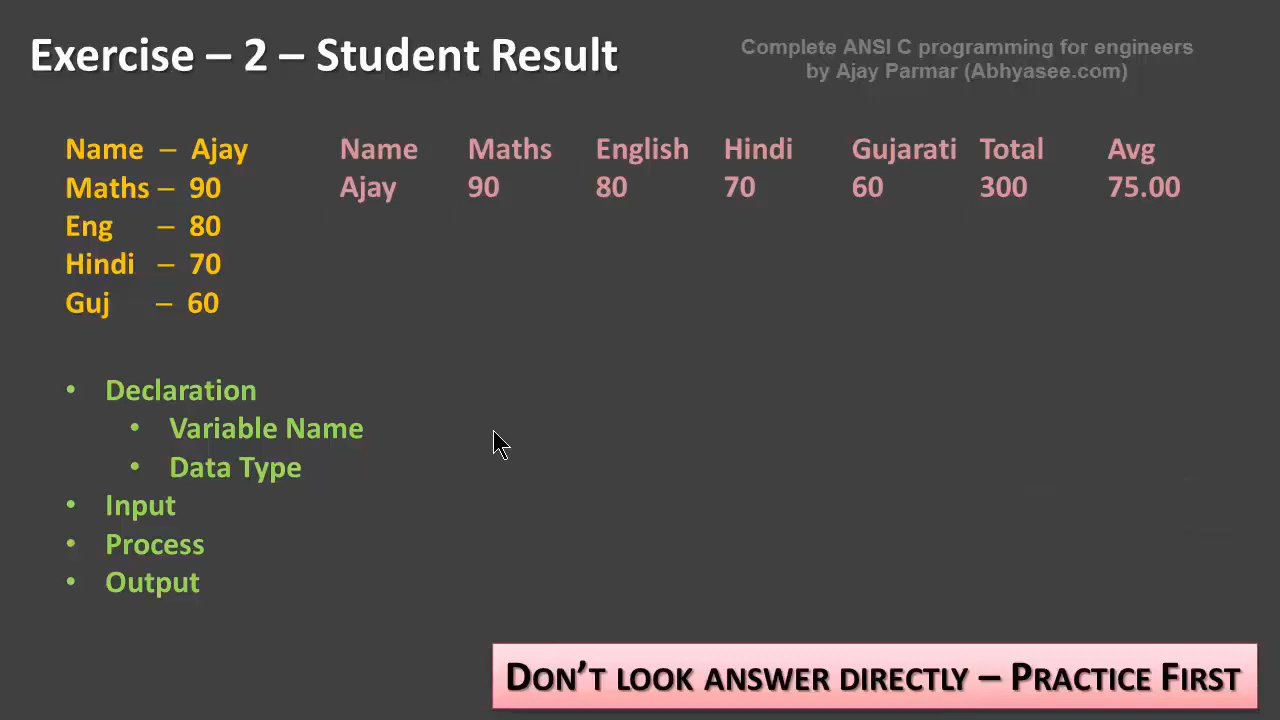 Exercise – 2 – Student Result
Complete ANSI C programming for engineers
by Ajay Parmar (Abhyasee.com)
Name – Ajay
Maths – 90
Eng – 80
Hindi – 70
Guj – 60
Name Maths English Hindi Gujarati Total Avg
Ajay 90 80 70 60 300 75.00
• Declaration
• Variable Name
• Data Type
• Input
• Process
• Output
DON’T LOOK ANSWER DIRECTLY – PRACTICE FIRST